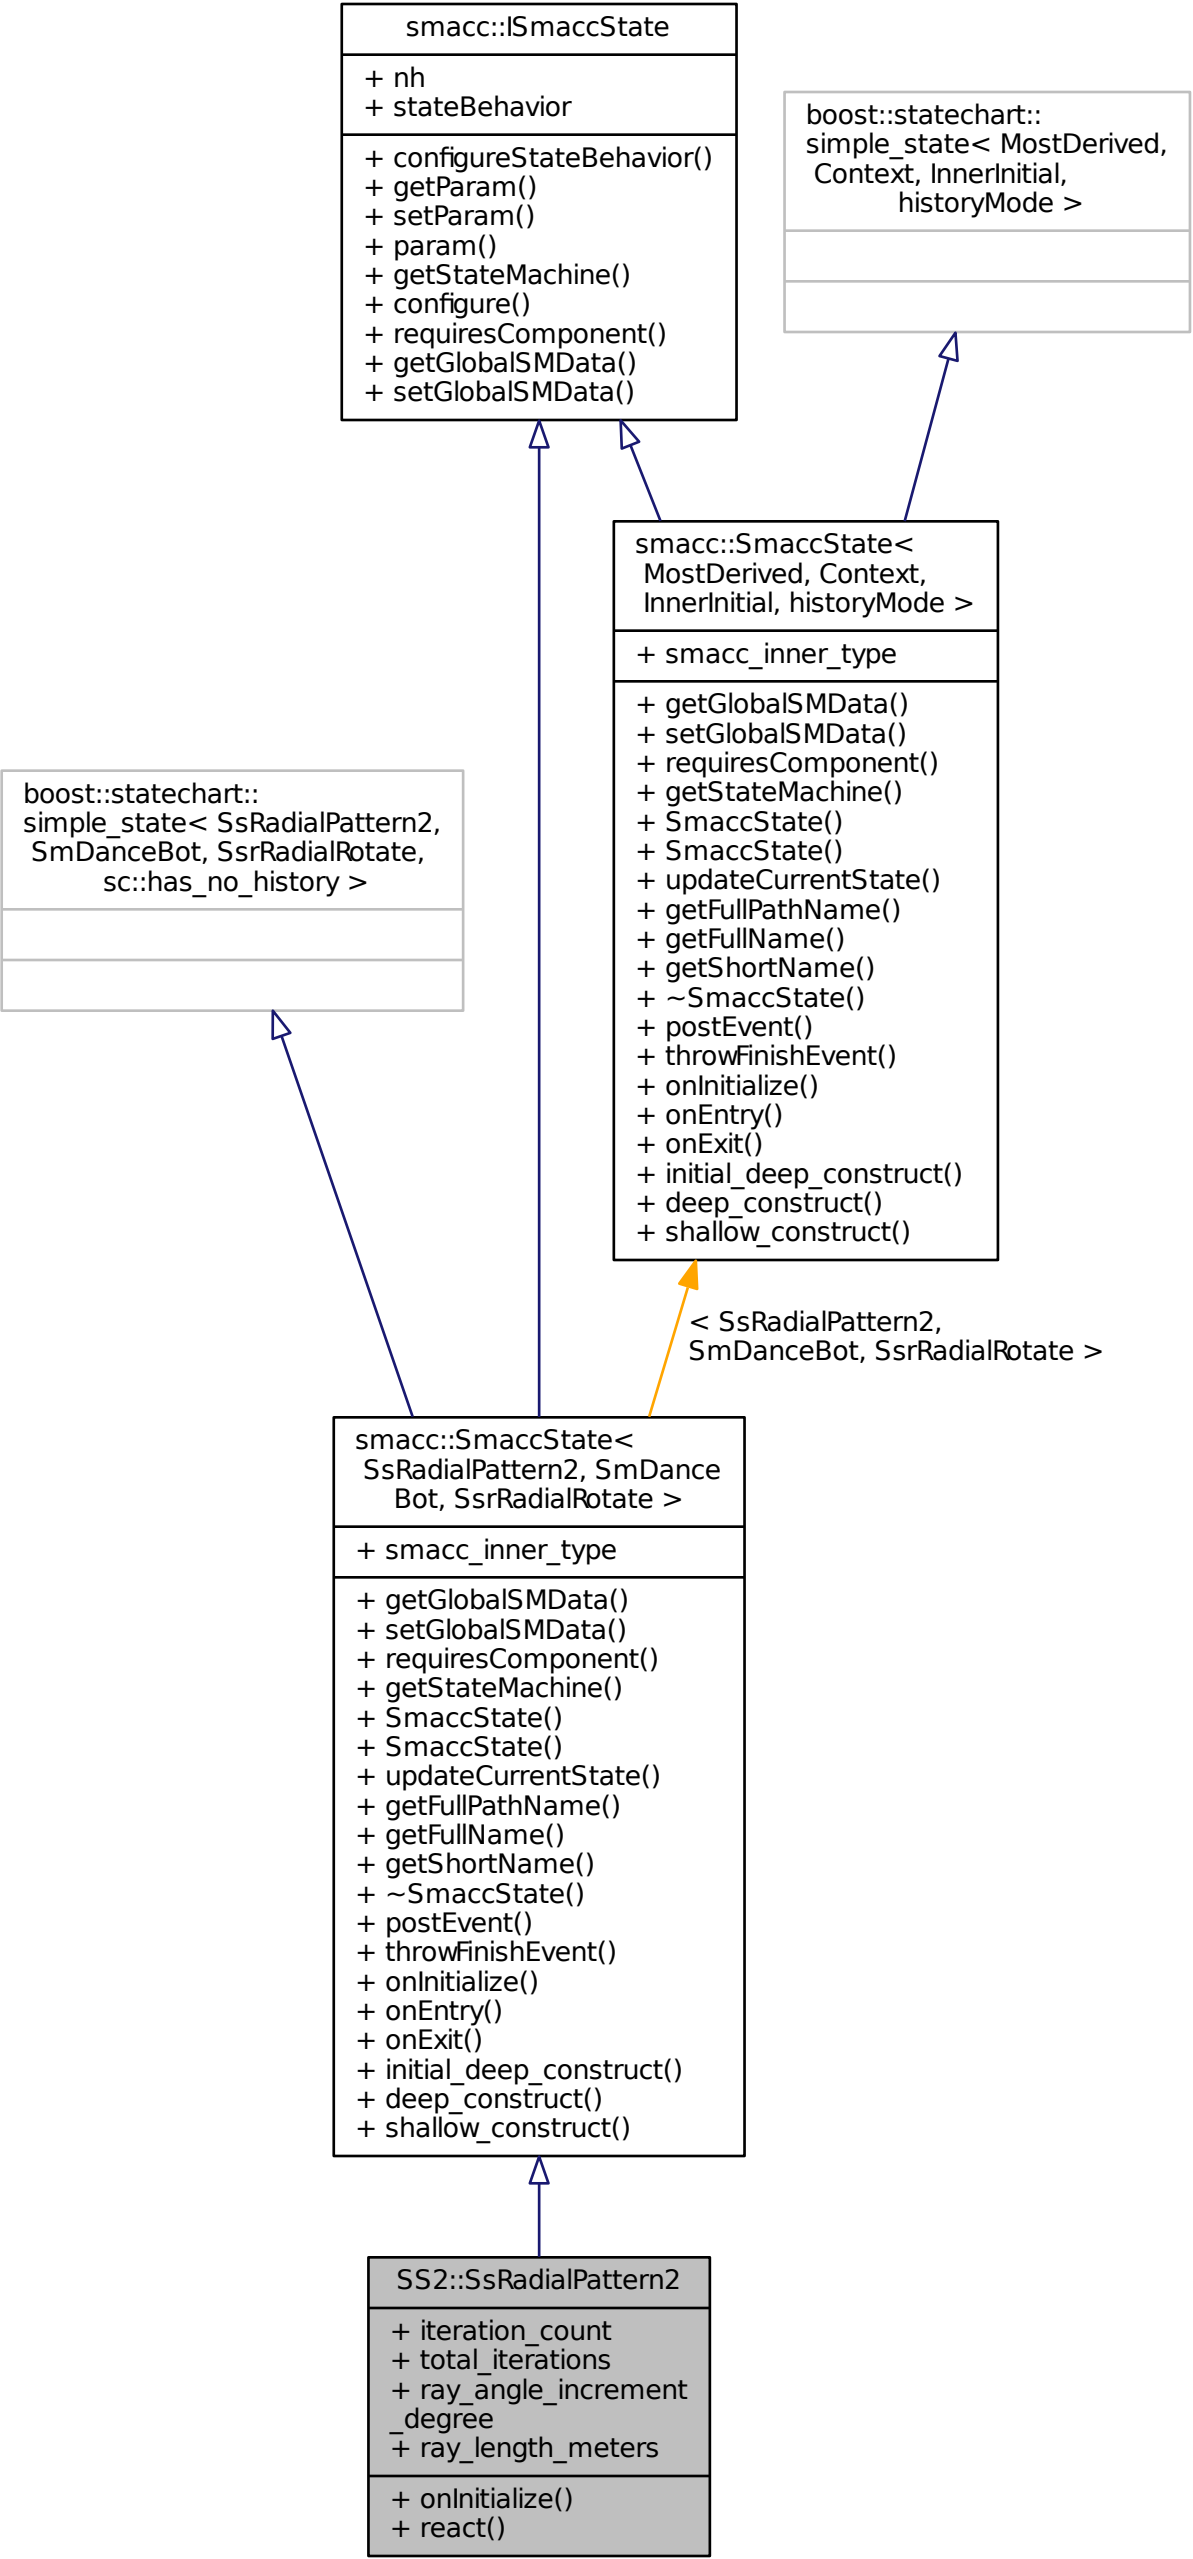 smacc::ISmaccState
+ nh
+ stateBehavior
+ configureStateBehavior()
+ getParam()
+ setParam()
+ param()
+ getStateMachine()
+ configure()
+ requiresComponent()
+ getGlobalSMData()
+ setGlobalSMData()
boost::statechart::
simple_state< MostDerived,
Context, InnerInitial,
historyMode >
smacc::SmaccState<
MostDerived, Context,
InnerInitial, historyMode >
+ smacc_inner_type
+ getGlobalSMData()
+ setGlobalSMData()
+ requiresComponent()
+ getStateMachine()
+ SmaccState()
+ SmaccState()
+ updateCurrentState()
+ getFullPathName()
+ getFullName()
+ getShortName()
+ ~SmaccState()
+ postEvent()
+ throwFinishEvent()
+ onInitialize()
+ onEntry()
+ onExit()
+ initial_deep_construct()
+ deep_construct()
+ shallow_construct()
boost::statechart::
simple_state< SsRadialPattern2,
SmDanceBot, SsrRadialRotate,
sc::has_no_history >
< SsRadialPattern2,
SmDanceBot, SsrRadialRotate >
smacc::SmaccState<
SsRadialPattern2, SmDance
Bot, SsrRadialRotate >
+ smacc_inner_type
+ getGlobalSMData()
+ setGlobalSMData()
+ requiresComponent()
+ getStateMachine()
+ SmaccState()
+ SmaccState()
+ updateCurrentState()
+ getFullPathName()
+ getFullName()
+ getShortName()
+ ~SmaccState()
+ postEvent()
+ throwFinishEvent()
+ onInitialize()
+ onEntry()
+ onExit()
+ initial_deep_construct()
+ deep_construct()
+ shallow_construct()
SS2::SsRadialPattern2
+ iteration_count
+ total_iterations
+ ray_angle_increment
_degree
+ ray_length_meters
+ onInitialize()
+ react()